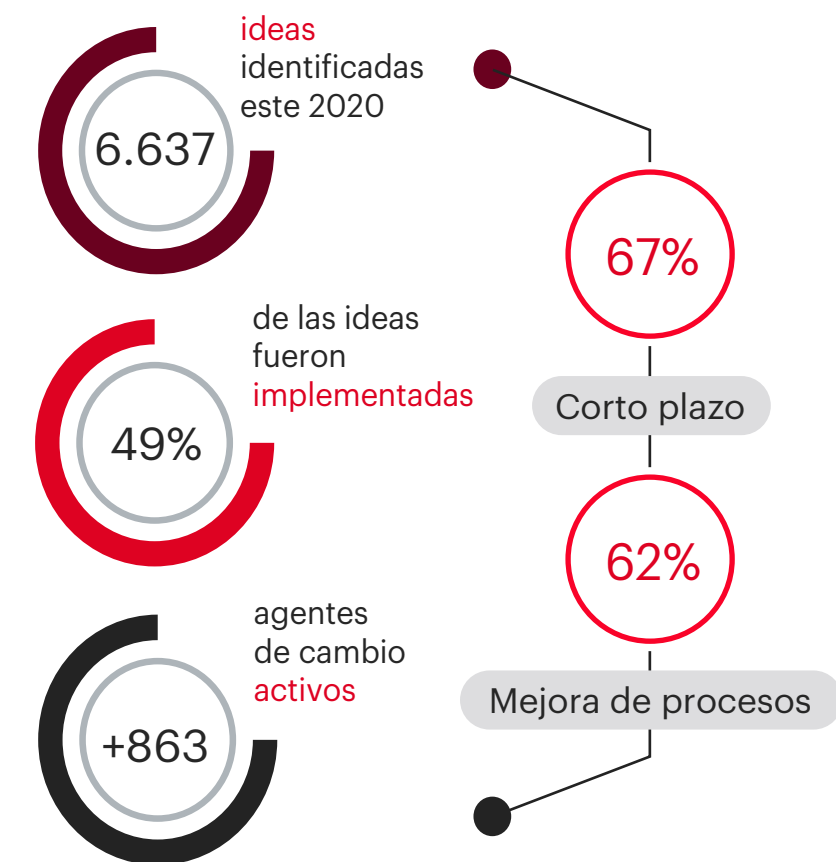 6.637
ideas
identificadas
este 2020
49%
de las ideas
fueron
implementadas
+863
agentes
de cambio
activos
67%
Corto plazo
62%
Mejora de procesos